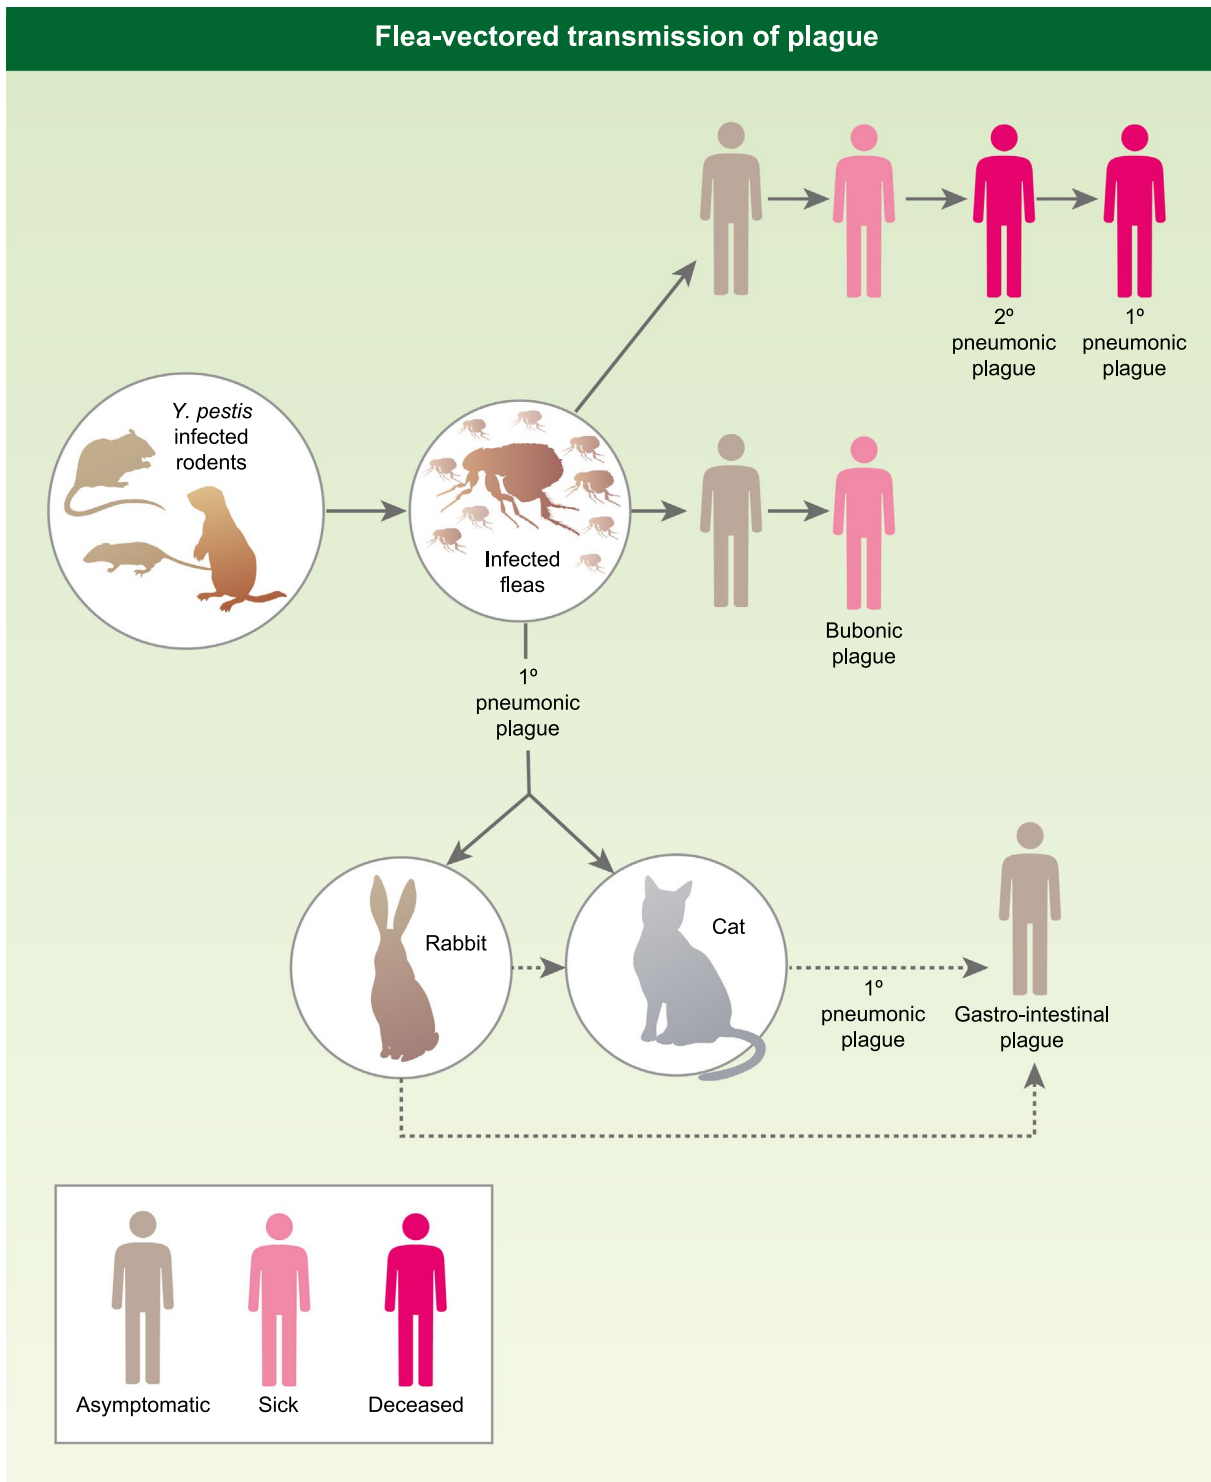 Flea-vectored transmission of plague
2º
pneumonic
plague
1º
pneumonic
plague
Y. pestis
infected
rodents
Infected
fleas
Bubonic
plague
1º
pneumonic
plague
Rabbit
Cat
1º
pneumonic
plague
Gastro-intestinal
plague
Asymptomatic
Sick
Deceased